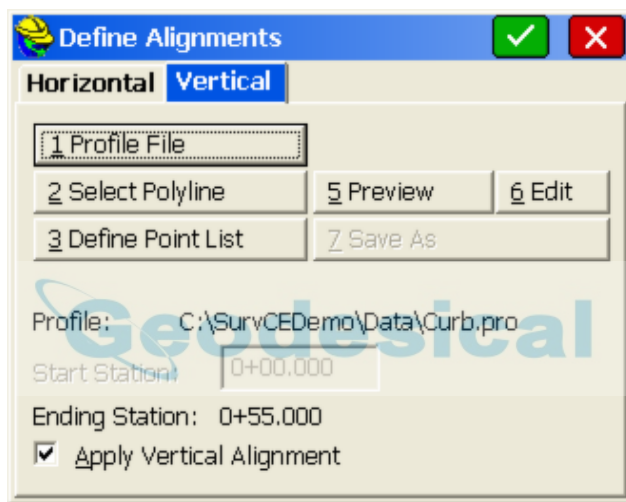 Define Alignments
Horizontal Vertical
1 Profile File
2 Select Polyline 5 Preview 6 Edit
3 Define Point List 7 Save As
Profile: C:\SurvCEDemo\Data\Curb.pro
Geodesical
Start Station: 0+00.000
Ending Station: 0+55.000
Apply Vertical Alignment